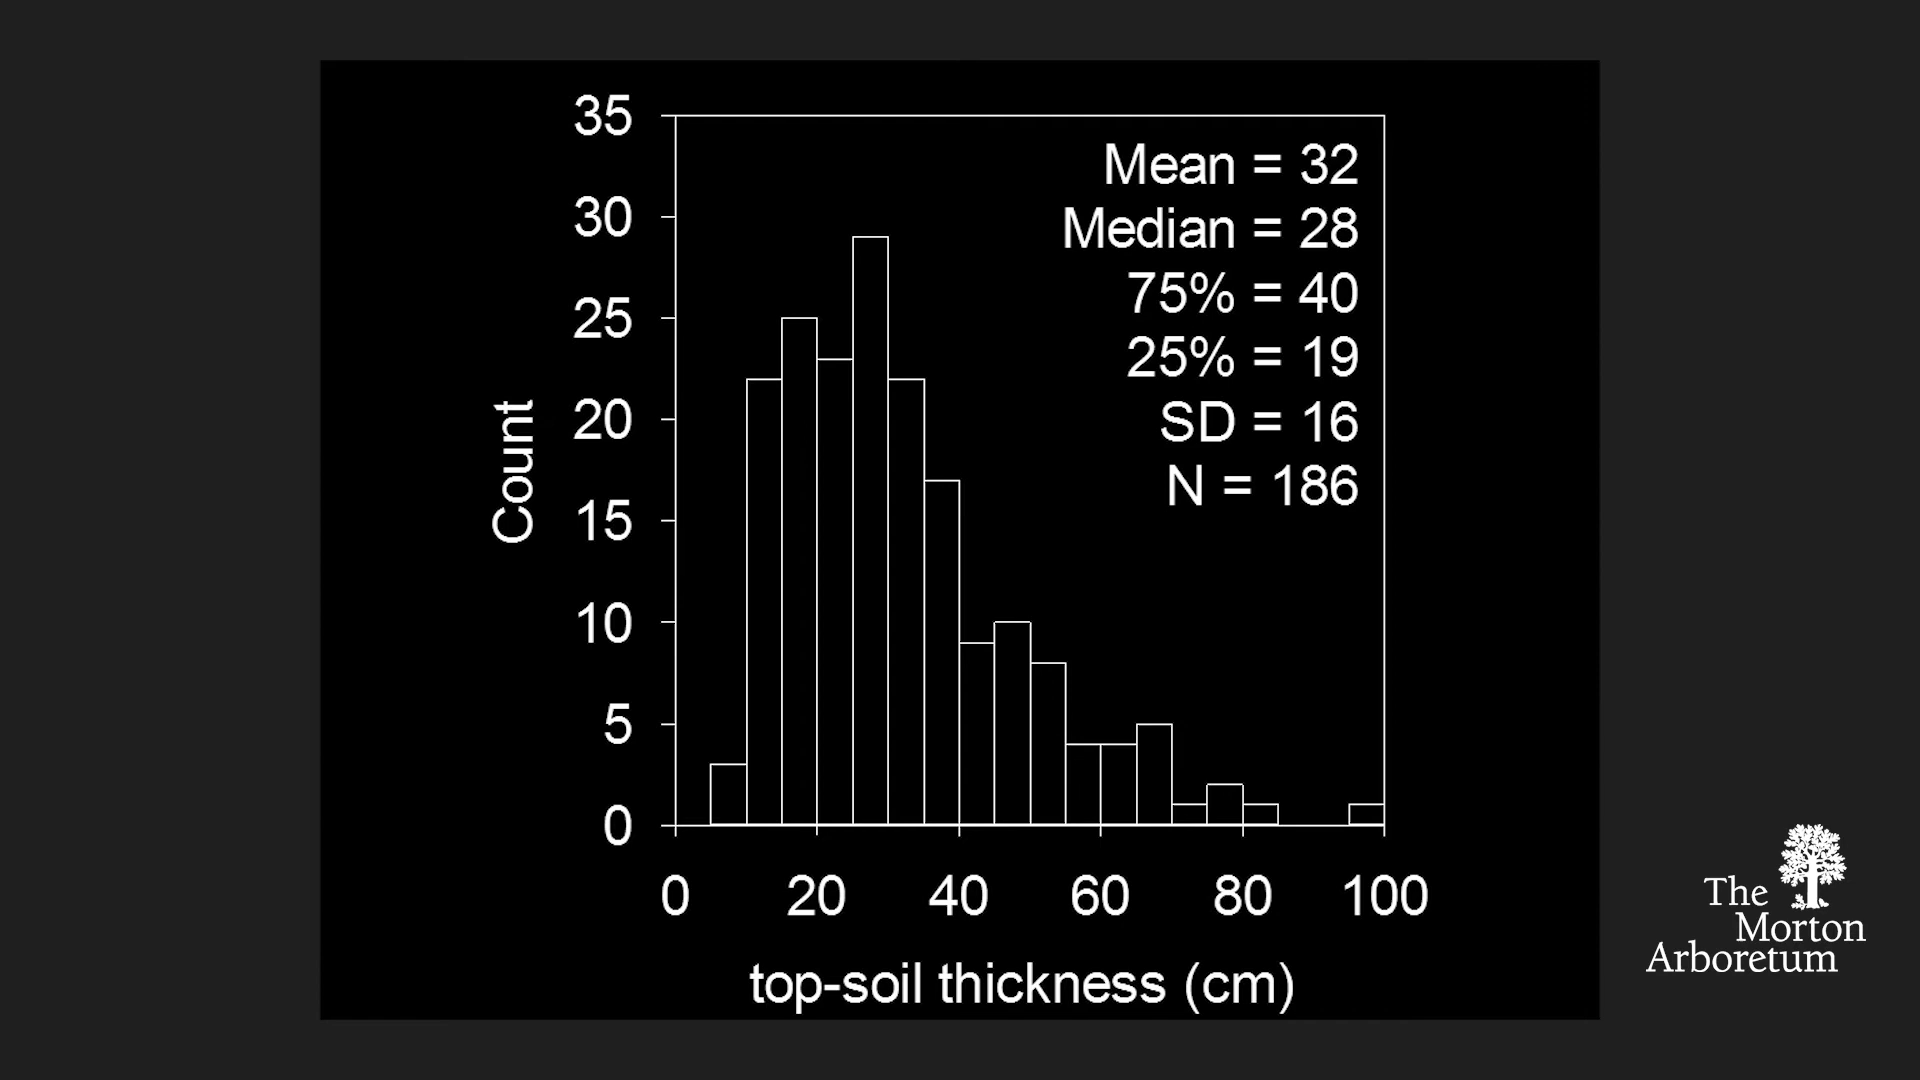 35
30
25
20
15
10
5
0
Count
Mean = 32
Median = 28
75% = 40
25% = 19
SD = 16
N = 186
0 20 40 60 80 100
top-soil thickness (cm)
The
Morton
Arboretum